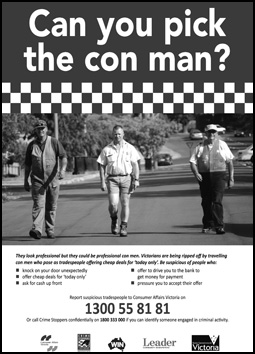 Can you pick
the con man?
They look professional but they could be professional con men. Victorians are being ripped off by travelling
con men who pose as tradespeople offering cheap deals for 'today only'. Be suspicious of people who:
knock on your door unexpectedly
offer cheap deals for 'today only'
ask for cash up front
offer to drive you to the bank to
get money for payment
pressure you to accept their offer
Report suspicious tradespeople to Consumer Affairs Victoria on
1300 55 81 81
Or call Crime Stoppers confidentially on 1800 333 000 if you can identify someone engaged in criminal activity.
WIN
Leader
Victoria